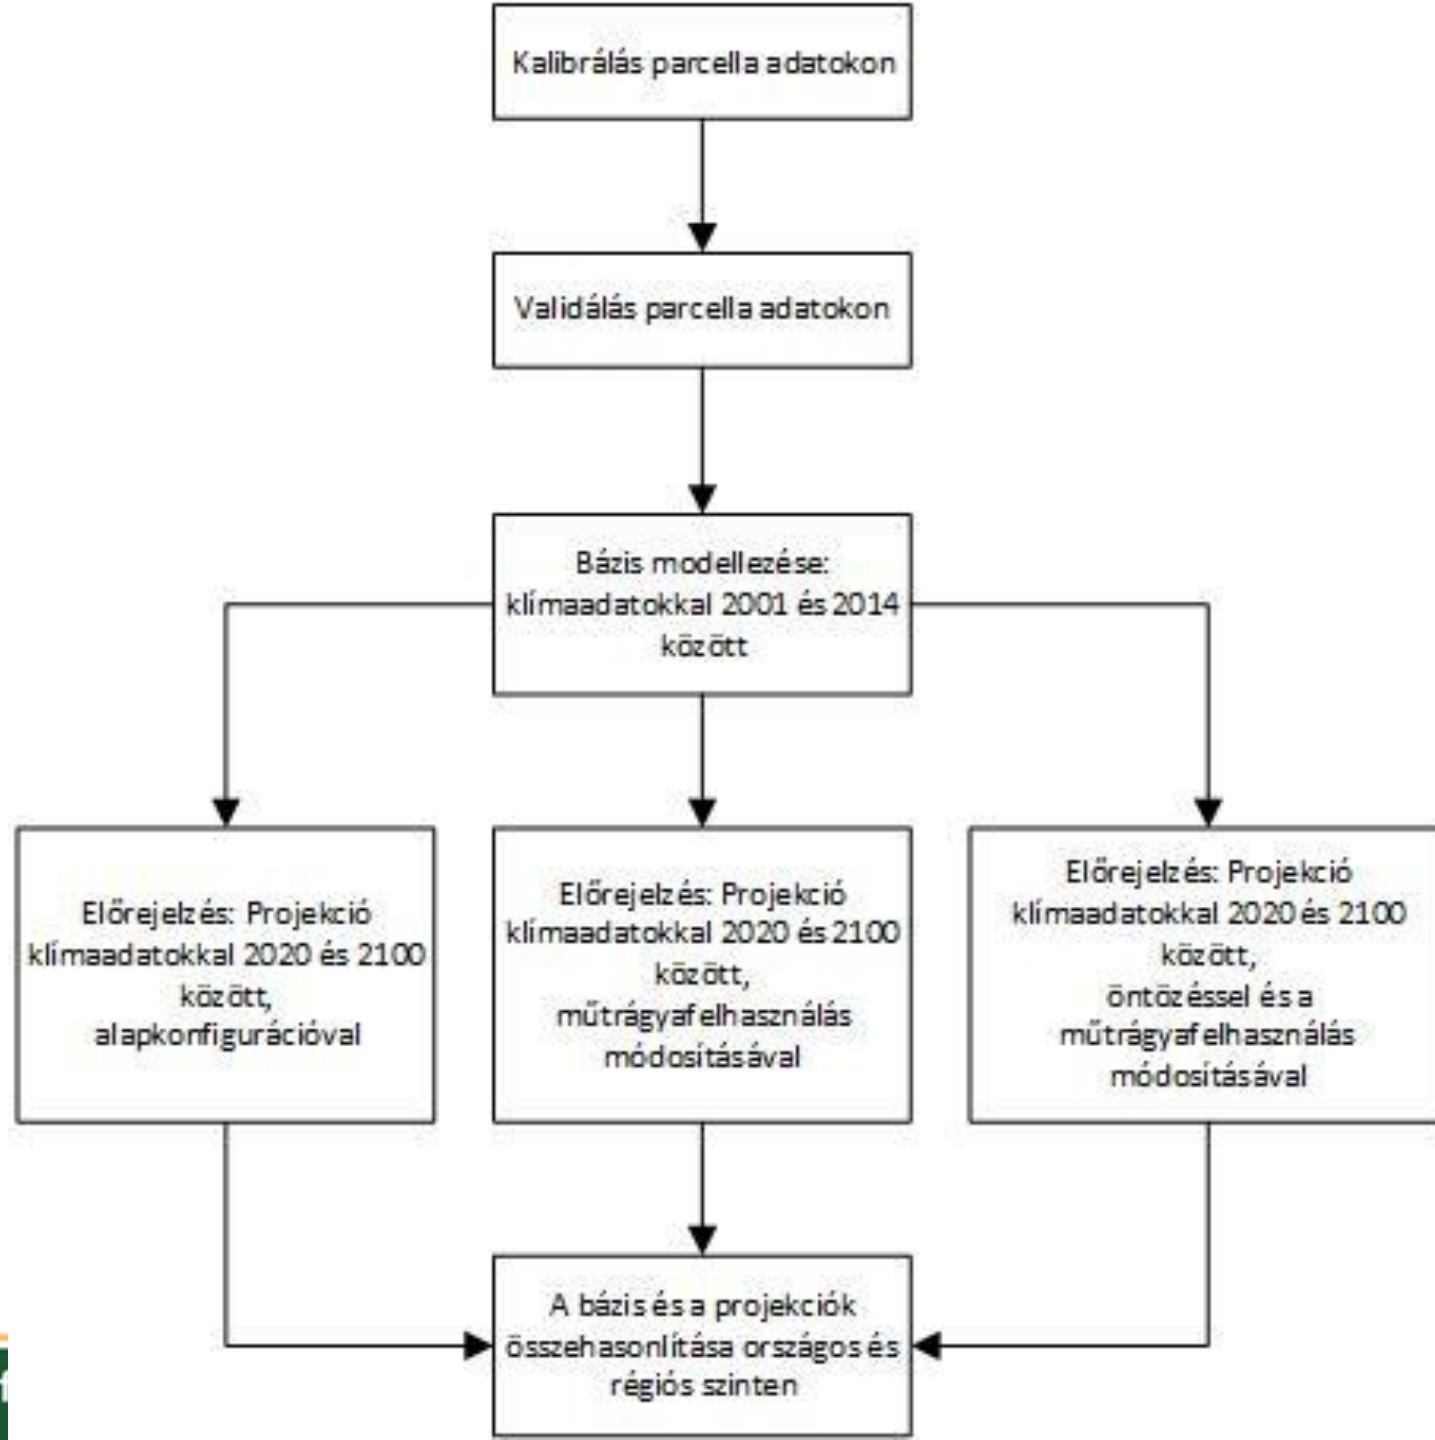 Kalibrálás parcella adatokon
Validálás parcella adatokon
Bázis modellezése:
klímaadatokkal 2001 és 2014
között
Előrejelzés: Projekció
klímaadatokkal 2020 és 2100
között,
alapkonfigurációval
Előrejelzés: Projekció
klímaadatokkal 2020 és 2100
között,
műtrágyafelhasználás
módosításával
Előrejelzés: Projekció
klímaadatokkal 2020 és 2100
között,
öntözéssel és a
műtrágyafelhasználás
módosításával
A bázis és a projekciók
összehasonlítása országos és
régiós szinten